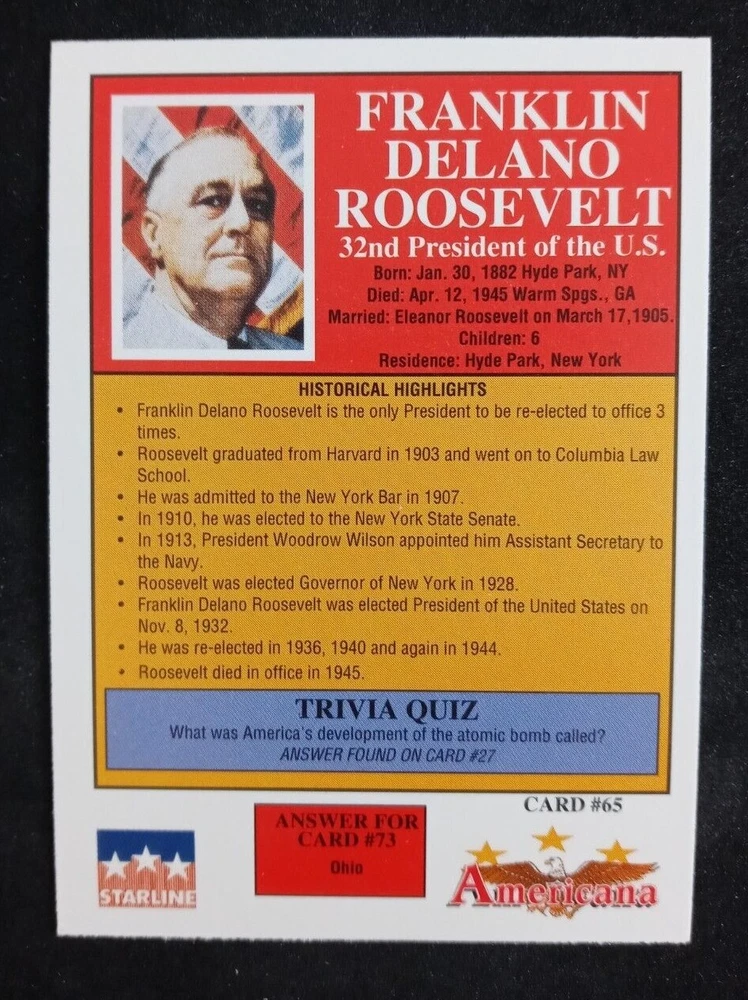 FRANKLIN
DELANO
ROOSEVELT
32nd President of the U.S.
Born: Jan. 30, 1882 Hyde Park, NY
Died: Apr. 12, 1945 Warm Spgs., GA
Married: Eleanor Roosevelt on March 17,1905.
Children: 6
Residence: Hyde Park, New York
HISTORICAL HIGHLIGHTS
• Franklin Delano Roosevelt is the only President to be re-elected to office 3
times.
• Roosevelt graduated from Harvard in 1903 and went on to Columbia Law
School.
• He was admitted to the New York Bar in 1907.
• In 1910, he was elected to the New York State Senate.
• In 1913, President Woodrow Wilson appointed him Assistant Secretary to
the Navy.
• Roosevelt was elected Governor of New York in 1928.
• Franklin Delano Roosevelt was elected President of the United States on
Nov. 8, 1932.
• He was re-elected in 1936, 1940 and again in 1944.
• Roosevelt died in office in 1945.
TRIVIA QUIZ
What was America's development of the atomic bomb called?
ANSWER FOUND ON CARD #27
CARD #65
ANSWER FOR
CARD #73
Ohio
STARLINE
Americana